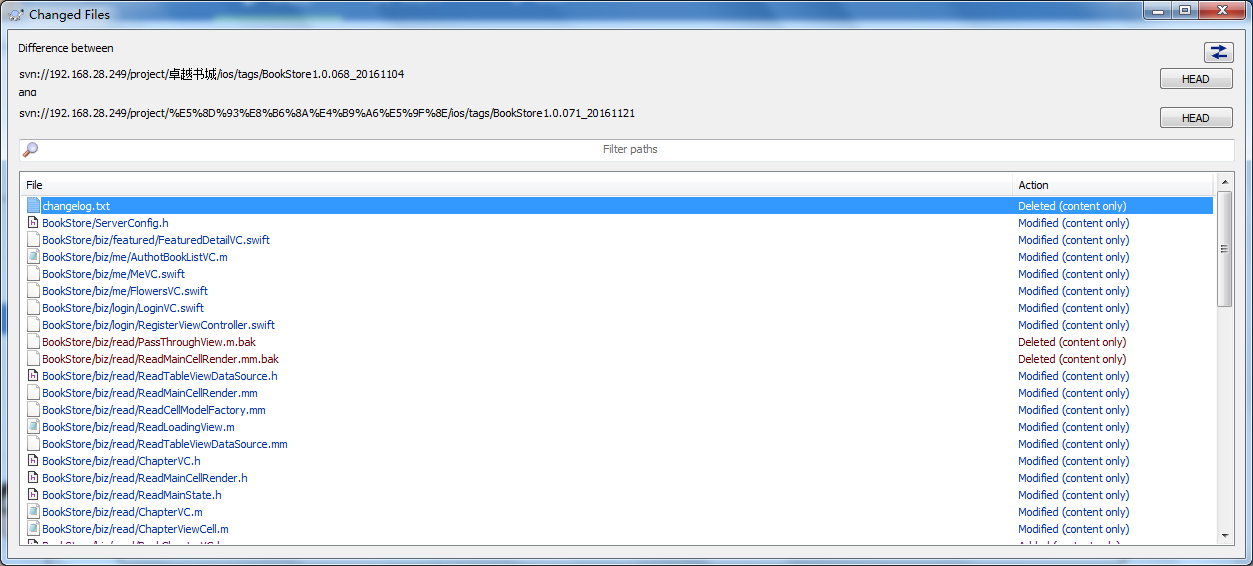 Changed Files
Difference between
svn://192.168.28.249/project/卓越书城/ios/tags/BookStore1.0.068_20161104
HEAD
and
svn://192.168.28.249/project/%E5%8D%93%E8%B6%8A%E4%B9%A6%E5%9F%8E/ios/tags/BookStore1.0.071_20161121
HEAD
Filter paths
File Action
changelog.txt Deleted (content only)
BookStore/ServerConfig.h Modified (content only)
BookStore/biz/featured/FeaturedDetailVC.swift Modified (content only)
BookStore/biz/me/AuthotBookListVC.m Modified (content only)
BookStore/biz/me/MeVC.swift Modified (content only)
BookStore/biz/me/FlowersVC.swift Modified (content only)
BookStore/biz/login/LoginVC.swift Modified (content only)
BookStore/biz/login/RegisterViewController.swift Modified (content only)
BookStore/biz/read/PassThroughView.m.bak Deleted (content only)
BookStore/biz/read/ReadMainCellRender.mm.bak Deleted (content only)
BookStore/biz/read/ReadTableViewDataSource.h Modified (content only)
BookStore/biz/read/ReadMainCellRender.mm Modified (content only)
BookStore/biz/read/ReadCellModelFactory.mm Modified (content only)
BookStore/biz/read/ReadLoadingView.m Modified (content only)
BookStore/biz/read/ReadTableViewDataSource.mm Modified (content only)
BookStore/biz/read/ChapterVC.h Modified (content only)
BookStore/biz/read/ReadMainCellRender.h Modified (content only)
BookStore/biz/read/ReadMainState.h Modified (content only)
BookStore/biz/read/ChapterVC.m Modified (content only)
BookStore/biz/read/ChapterViewCell.m Modified (content only)